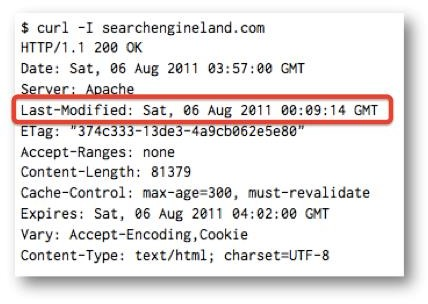 $ curl -I searchengineland.com
HTTP/1.1 200 OK
Date: Sat, 06 Aug 2011 03:57:00 GMT
Server: Apache
Last-Modified: Sat, 06 Aug 2011 00:09:14 GMT
ETag: "374c333-13de3-4a9cb062e5e80"
Accept-Ranges: none
Content-Length: 81379
Cache-Control: max-age=300, must-revalidate
Expires: Sat, 06 Aug 2011 04:02:00 GMT
Vary: Accept-Encoding,Cookie
Content-Type: text/html; charset=UTF-8